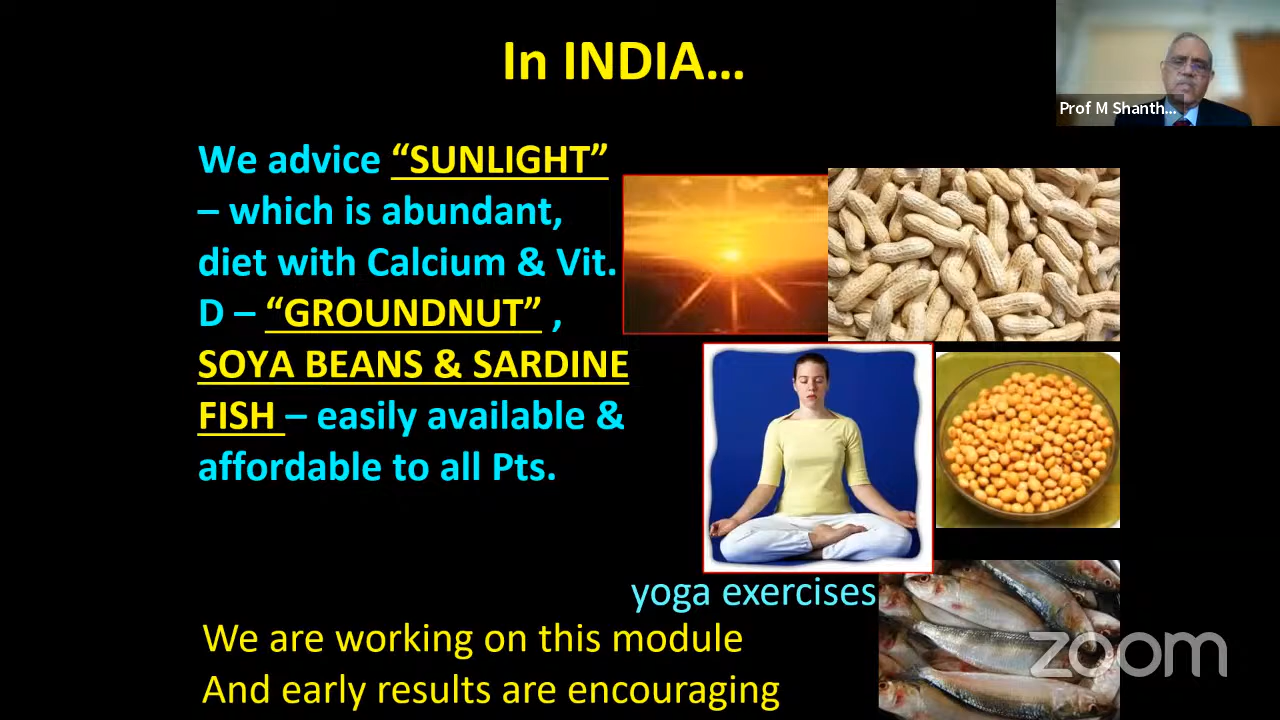 In INDIA...
Prof M Shanth...
We advice “SUNLIGHT”
– which is abundant,
diet with Calcium & Vit.
D – “GROUNDNUT” ,
SOYA BEANS & SARDINE
FISH – easily available &
affordable to all Pts.
yoga exercises
We are working on this module
And early results are encouraging
zoom